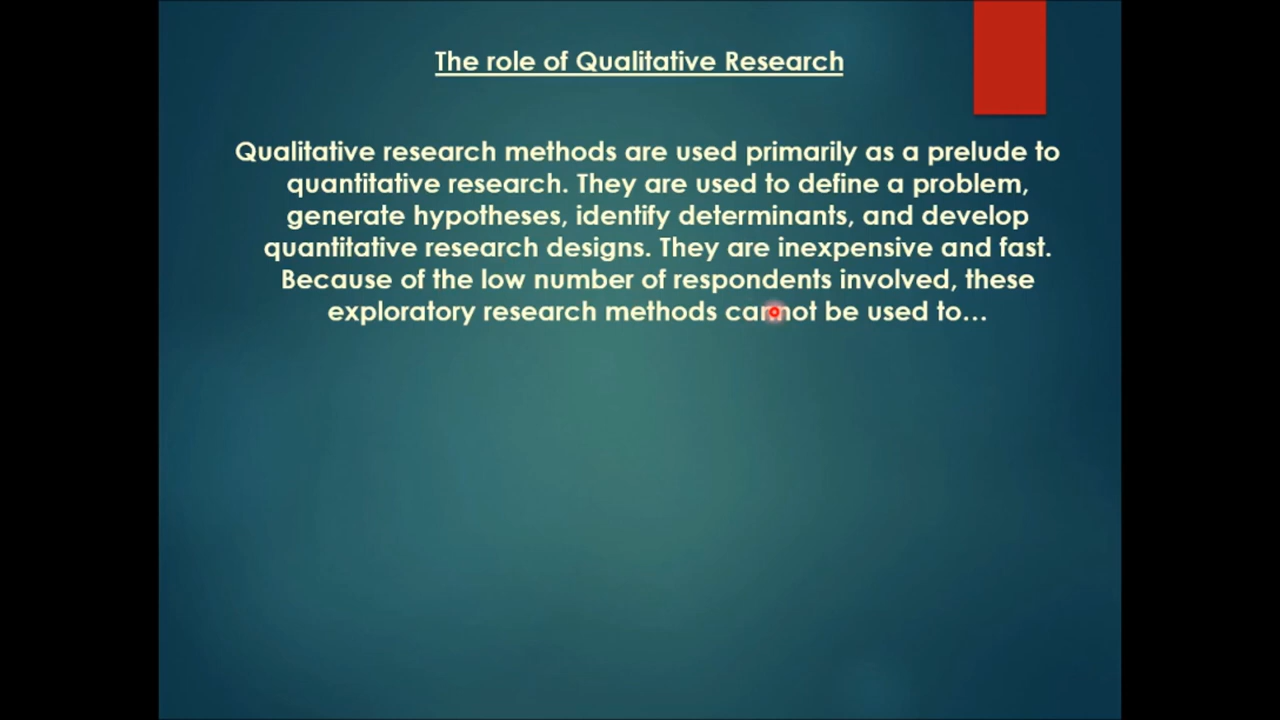 The role of Qualitative Research
Qualitative research methods are used primarily as a prelude to
quantitative research. They are used to define a problem,
generate hypotheses, identify determinants, and develop
quantitative research designs. They are inexpensive and fast.
Because of the low number of respondents involved, these
exploratory research methods cannot be used to…